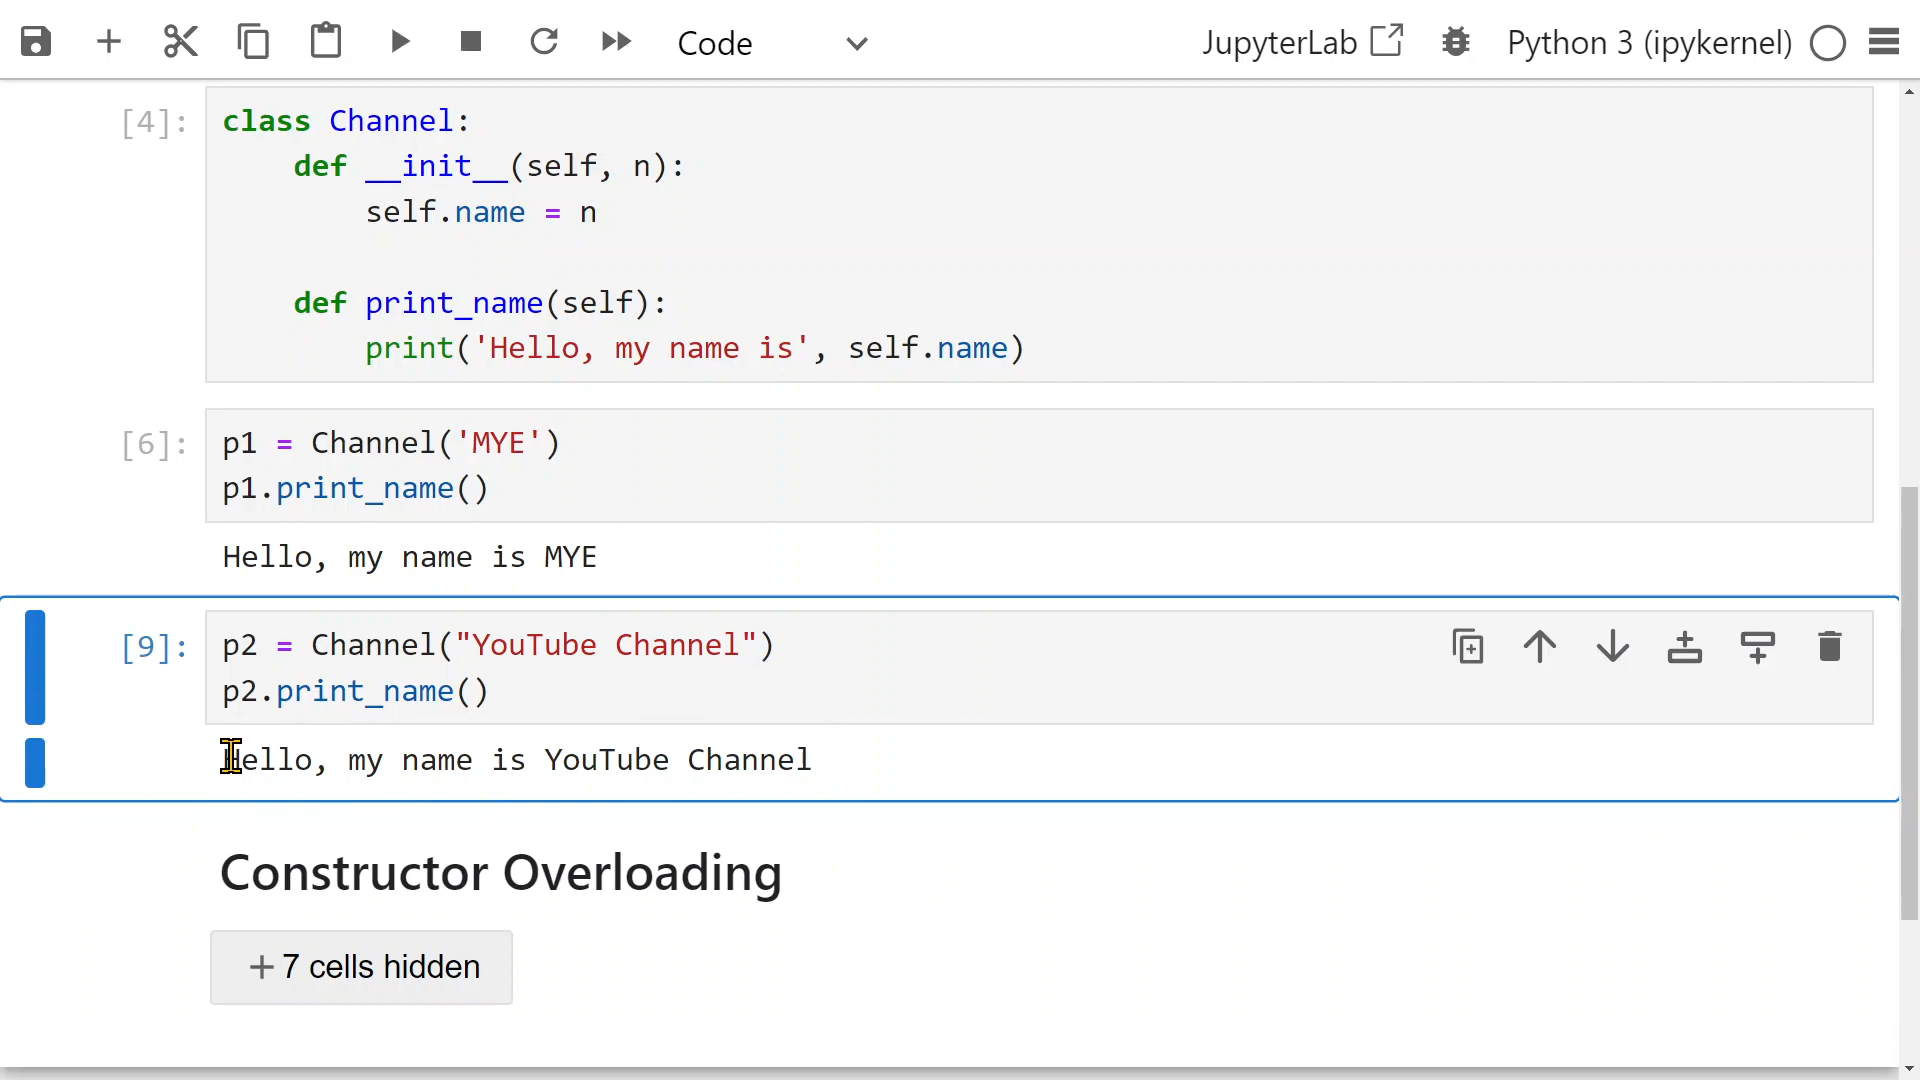 Code JupyterLab Python 3 (ipykernel)
[4]: class Channel:
    def __init__(self, n):
        self.name = n
    def print_name(self):
        print('Hello, my name is', self.name)
[6]: p1 = Channel('MYE')
p1.print_name()
Hello, my name is MYE
[9]: p2 = Channel("YouTube Channel")
p2.print_name()
Hello, my name is YouTube Channel
Constructor Overloading
+ 7 cells hidden